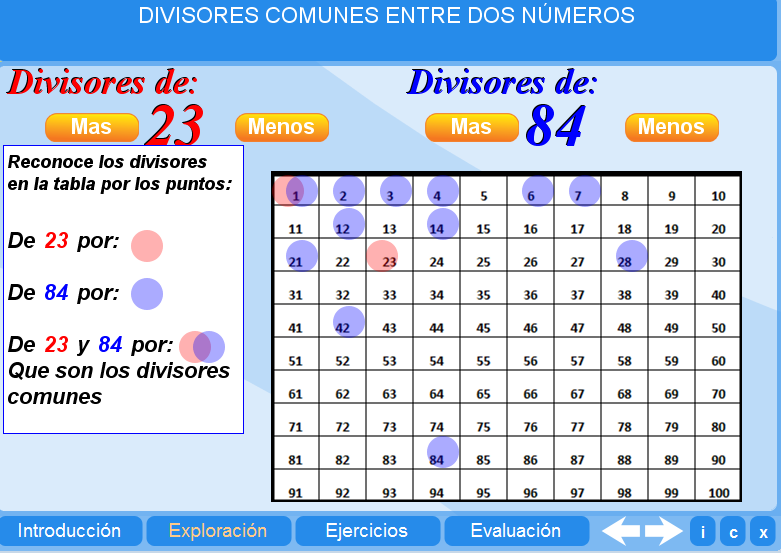 DIVISORES COMUNES ENTRE DOS NÚMEROS
Divisores de:
Mas 23 Menos
Divisores de:
Mas 84 Menos
Reconoce los divisores
en la tabla por los puntos:
De 23 por:
De 84 por:
De 23 y 84 por:
Que son los divisores
comunes
1 2 3 4 5 6 7 8 9 10
11 12 13 14 15 16 17 18 19 20
21 22 23 24 25 26 27 28 29 30
31 32 33 34 35 36 37 38 39 40
41 42 43 44 45 46 47 48 49 50
51 52 53 54 55 56 57 58 59 60
61 62 63 64 65 66 67 68 69 70
71 72 73 74 75 76 77 78 79 80
81 82 83 84 85 86 87 88 89 90
91 92 93 94 95 96 97 98 99 100
Introducción Exploración Ejercicios Evaluación i c x